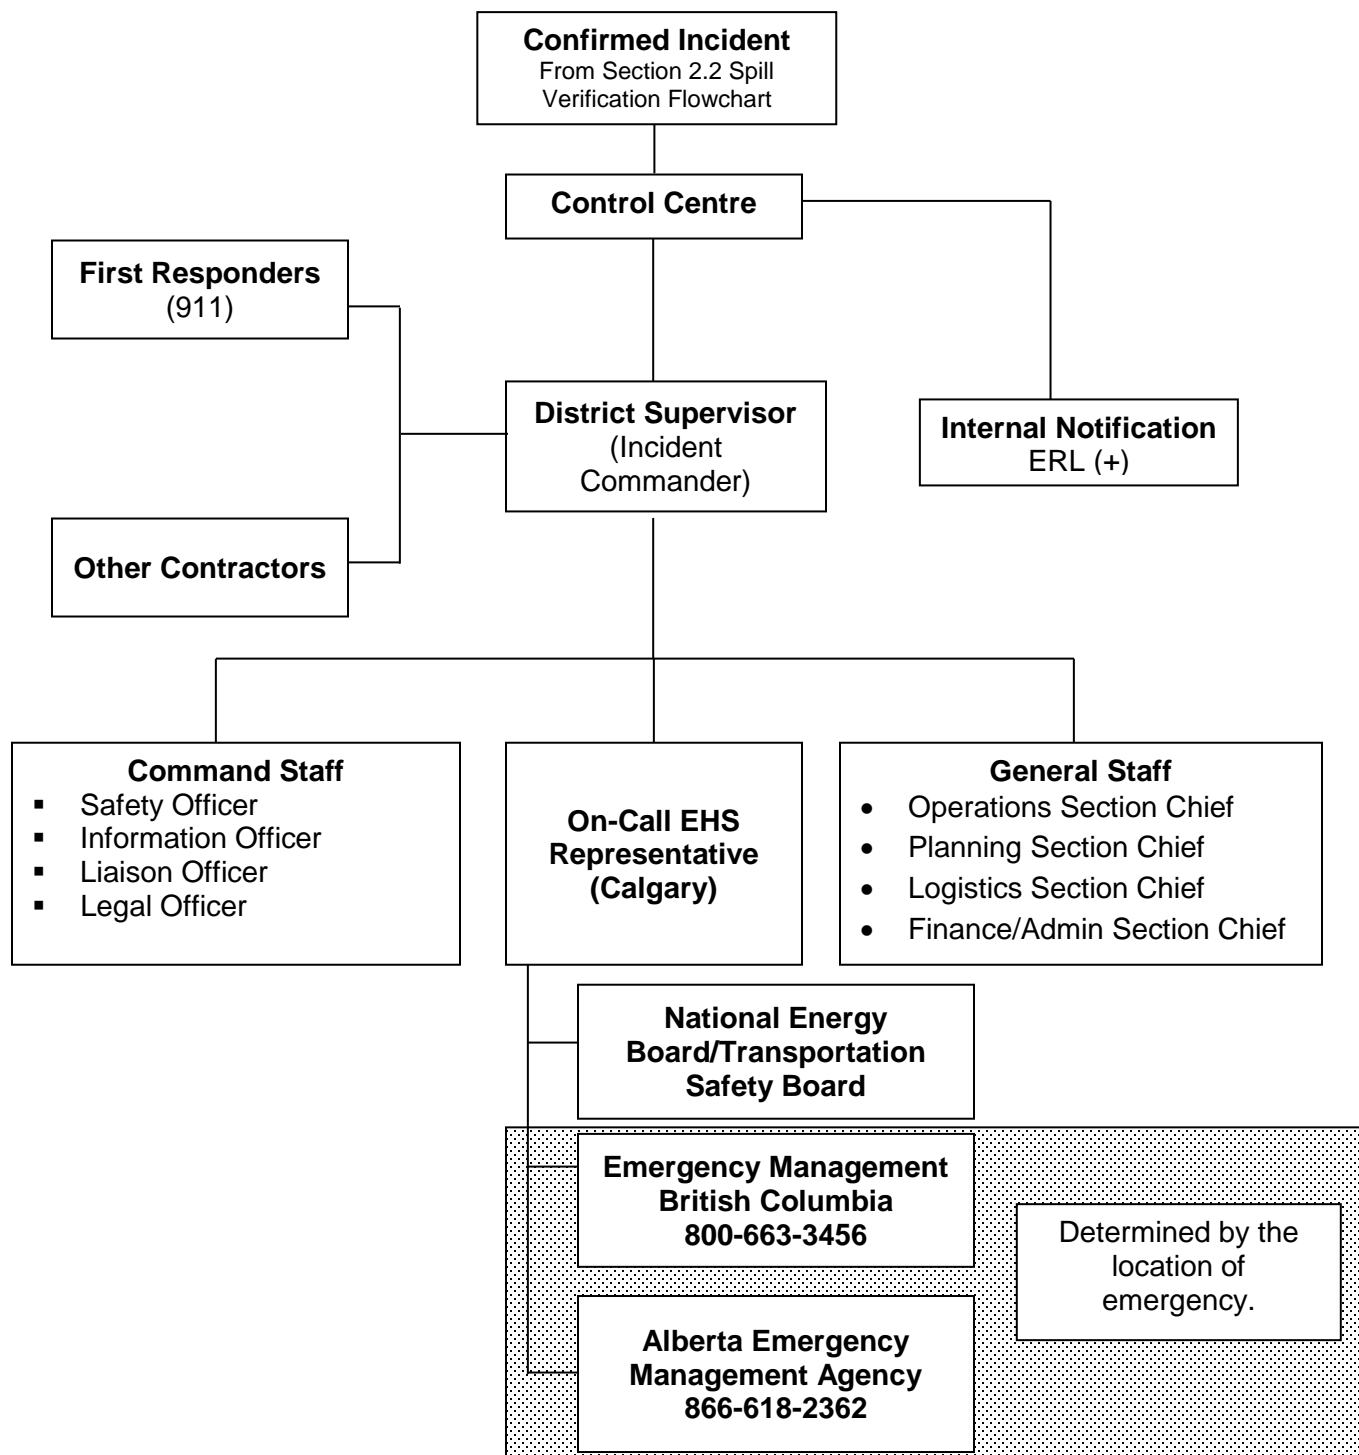 Confirmed Incident
From Section 2.2 Spill
Verification Flowchart
Control Centre
First Responders
(911)
District Supervisor
(Incident
Commander)
Internal Notification
ERL (+)
Other Contractors
Command Staff
▪ Safety Officer
▪ Information Officer
▪ Liaison Officer
▪ Legal Officer
On-Call EHS
Representative
(Calgary)
General Staff
• Operations Section Chief
• Planning Section Chief
• Logistics Section Chief
• Finance/Admin Section Chief
National Energy
Board/Transportation
Safety Board
Emergency Management
British Columbia
800-663-3456
Determined by the
location of
emergency.
Alberta Emergency
Management Agency
866-618-2362